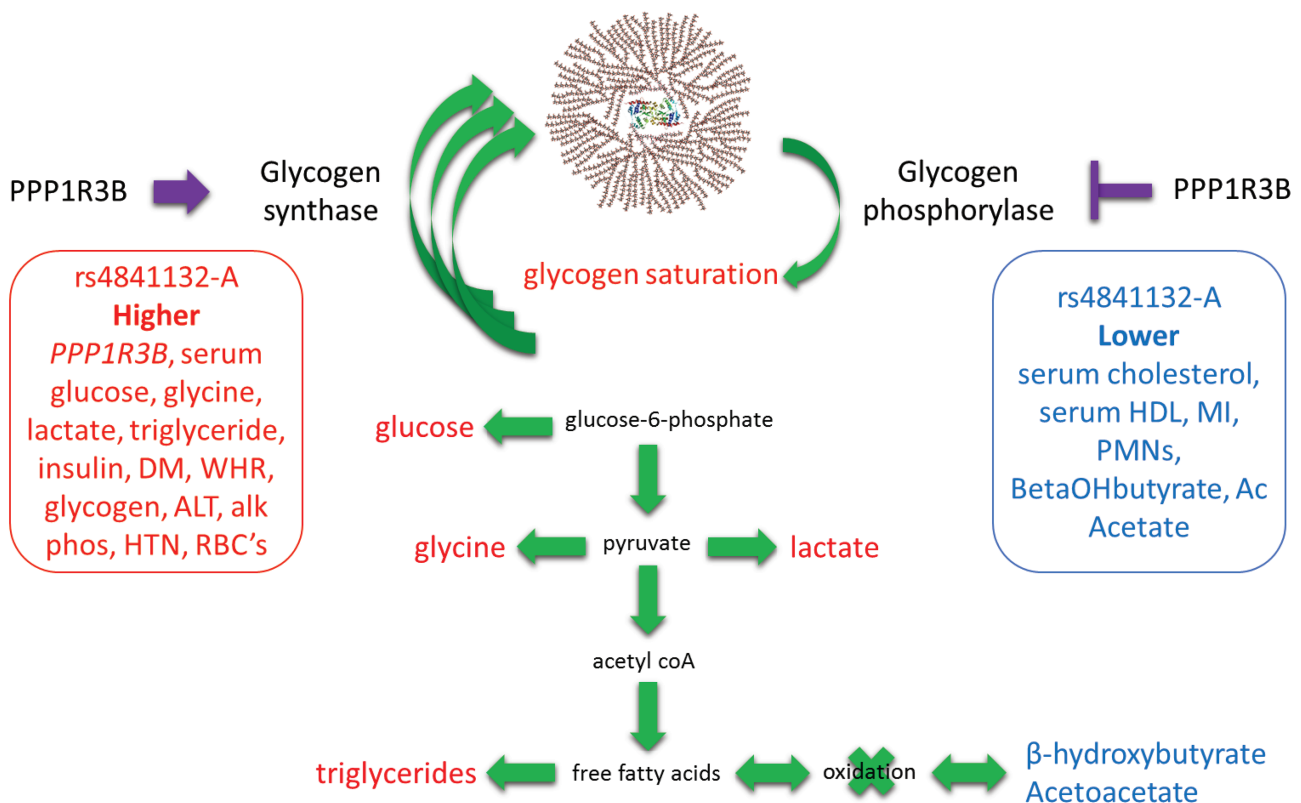 PPP1R3B
Glycogen
synthase
Glycogen
phosphorylase
PPP1R3B
rs4841132-A
Higher
PPP1R3B, serum
glucose, glycine,
lactate, triglyceride,
insulin, DM, WHR,
glycogen, ALT, alk
phos, HTN, RBC’s
glycogen saturation
rs4841132-A
Lower
serum cholesterol,
serum HDL, MI,
PMNs,
BetaOHbutyrate, Ac
Acetate
glucose
glucose-6-phosphate
glycine
pyruvate
lactate
acetyl coA
triglycerides
free fatty acids
oxidation
β-hydroxybutyrate
Acetoacetate